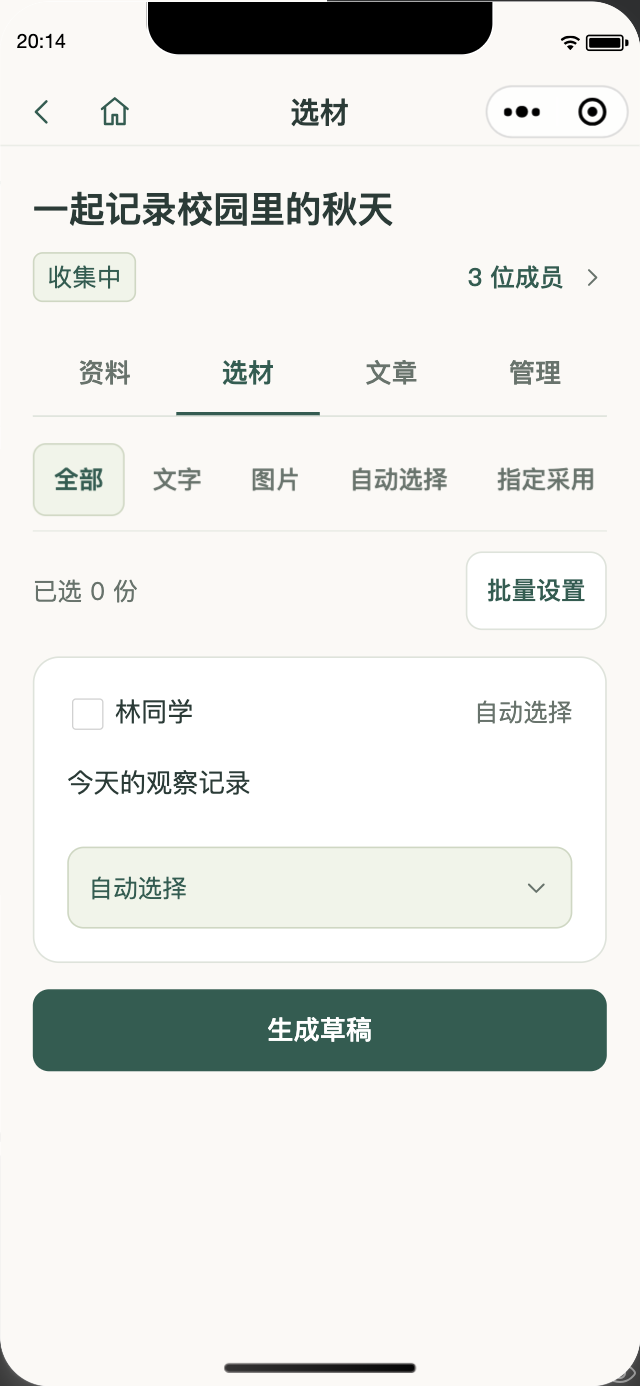 20:14
选材
一起记录校园里的秋天
收集中
3 位成员
资料 选材 文章 管理
全部 文字 图片 自动选择 指定采用
已选 0 份
批量设置
林同学
自动选择
今天的观察记录
自动选择
生成草稿